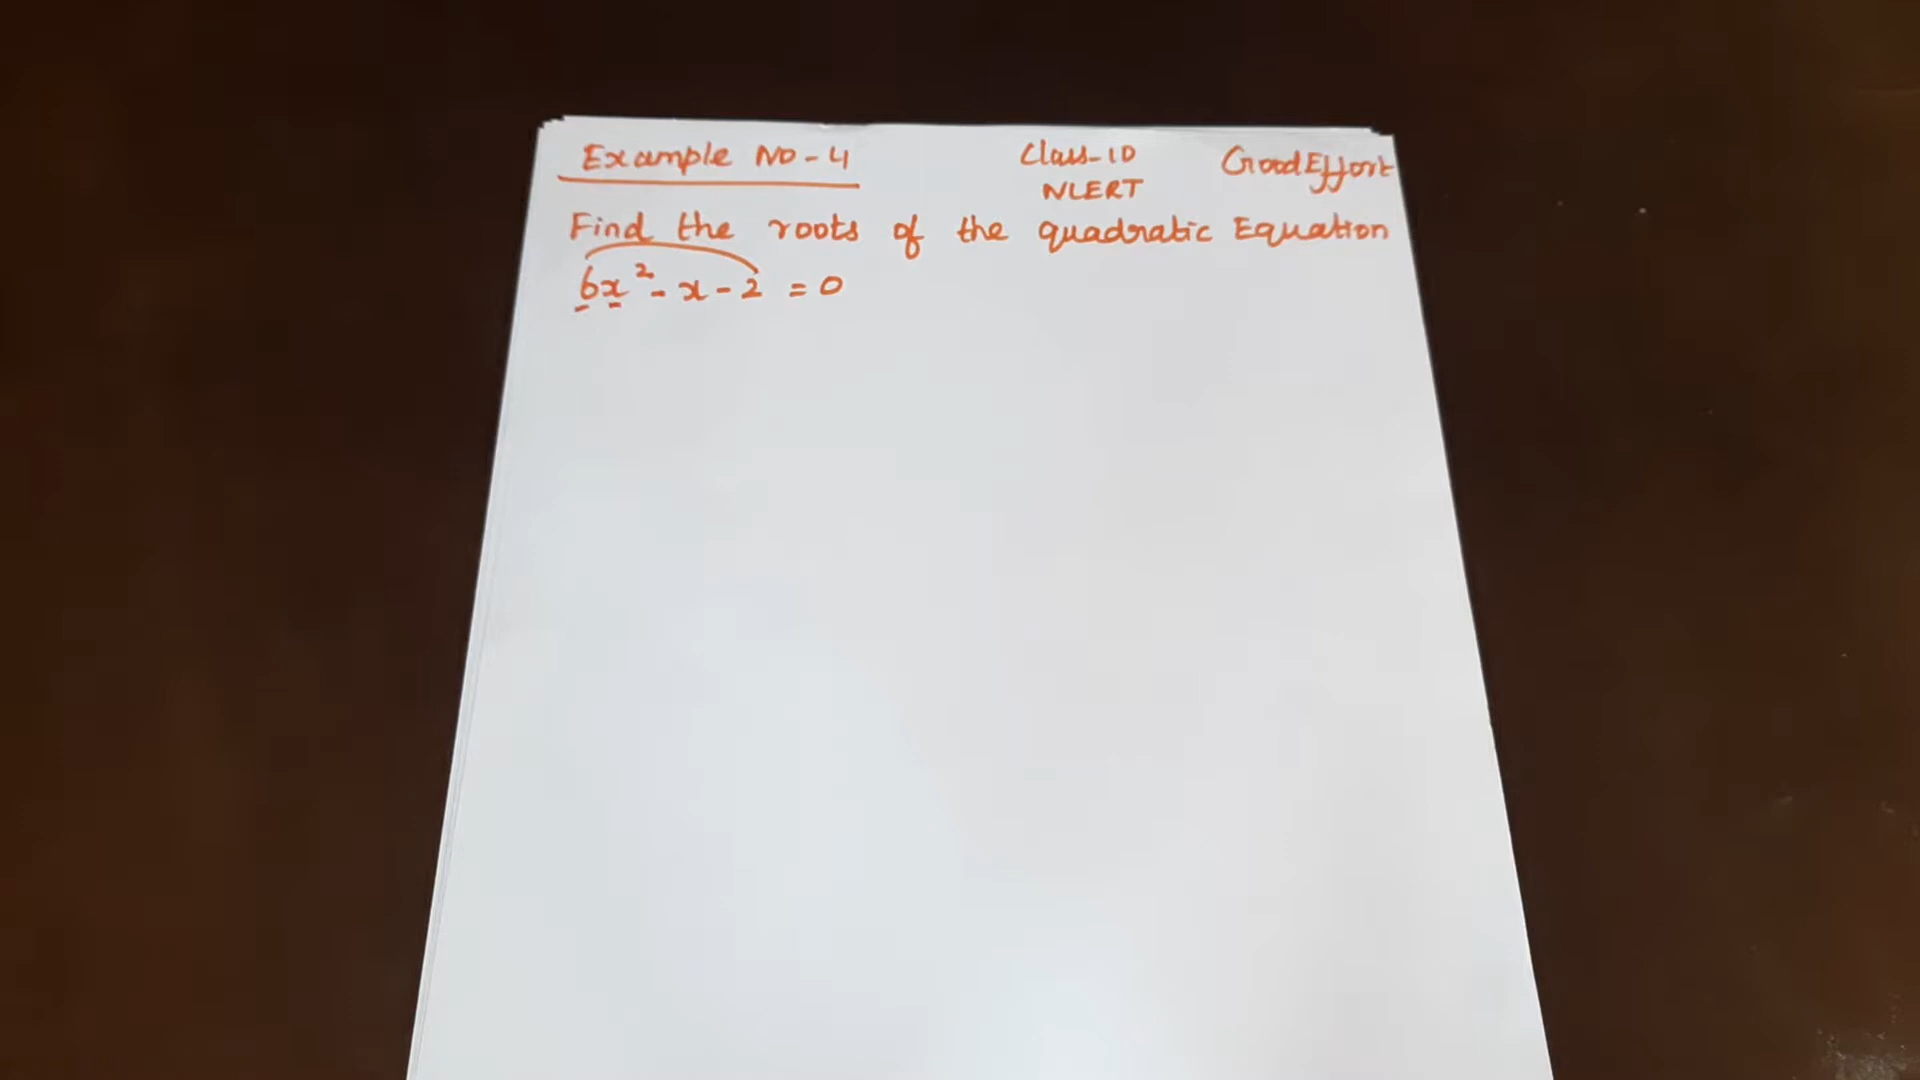 Example No-4
Class-10
NCERT
GoodEffort
Find the roots of the quadratic Equation
6x² - x - 2 = 0